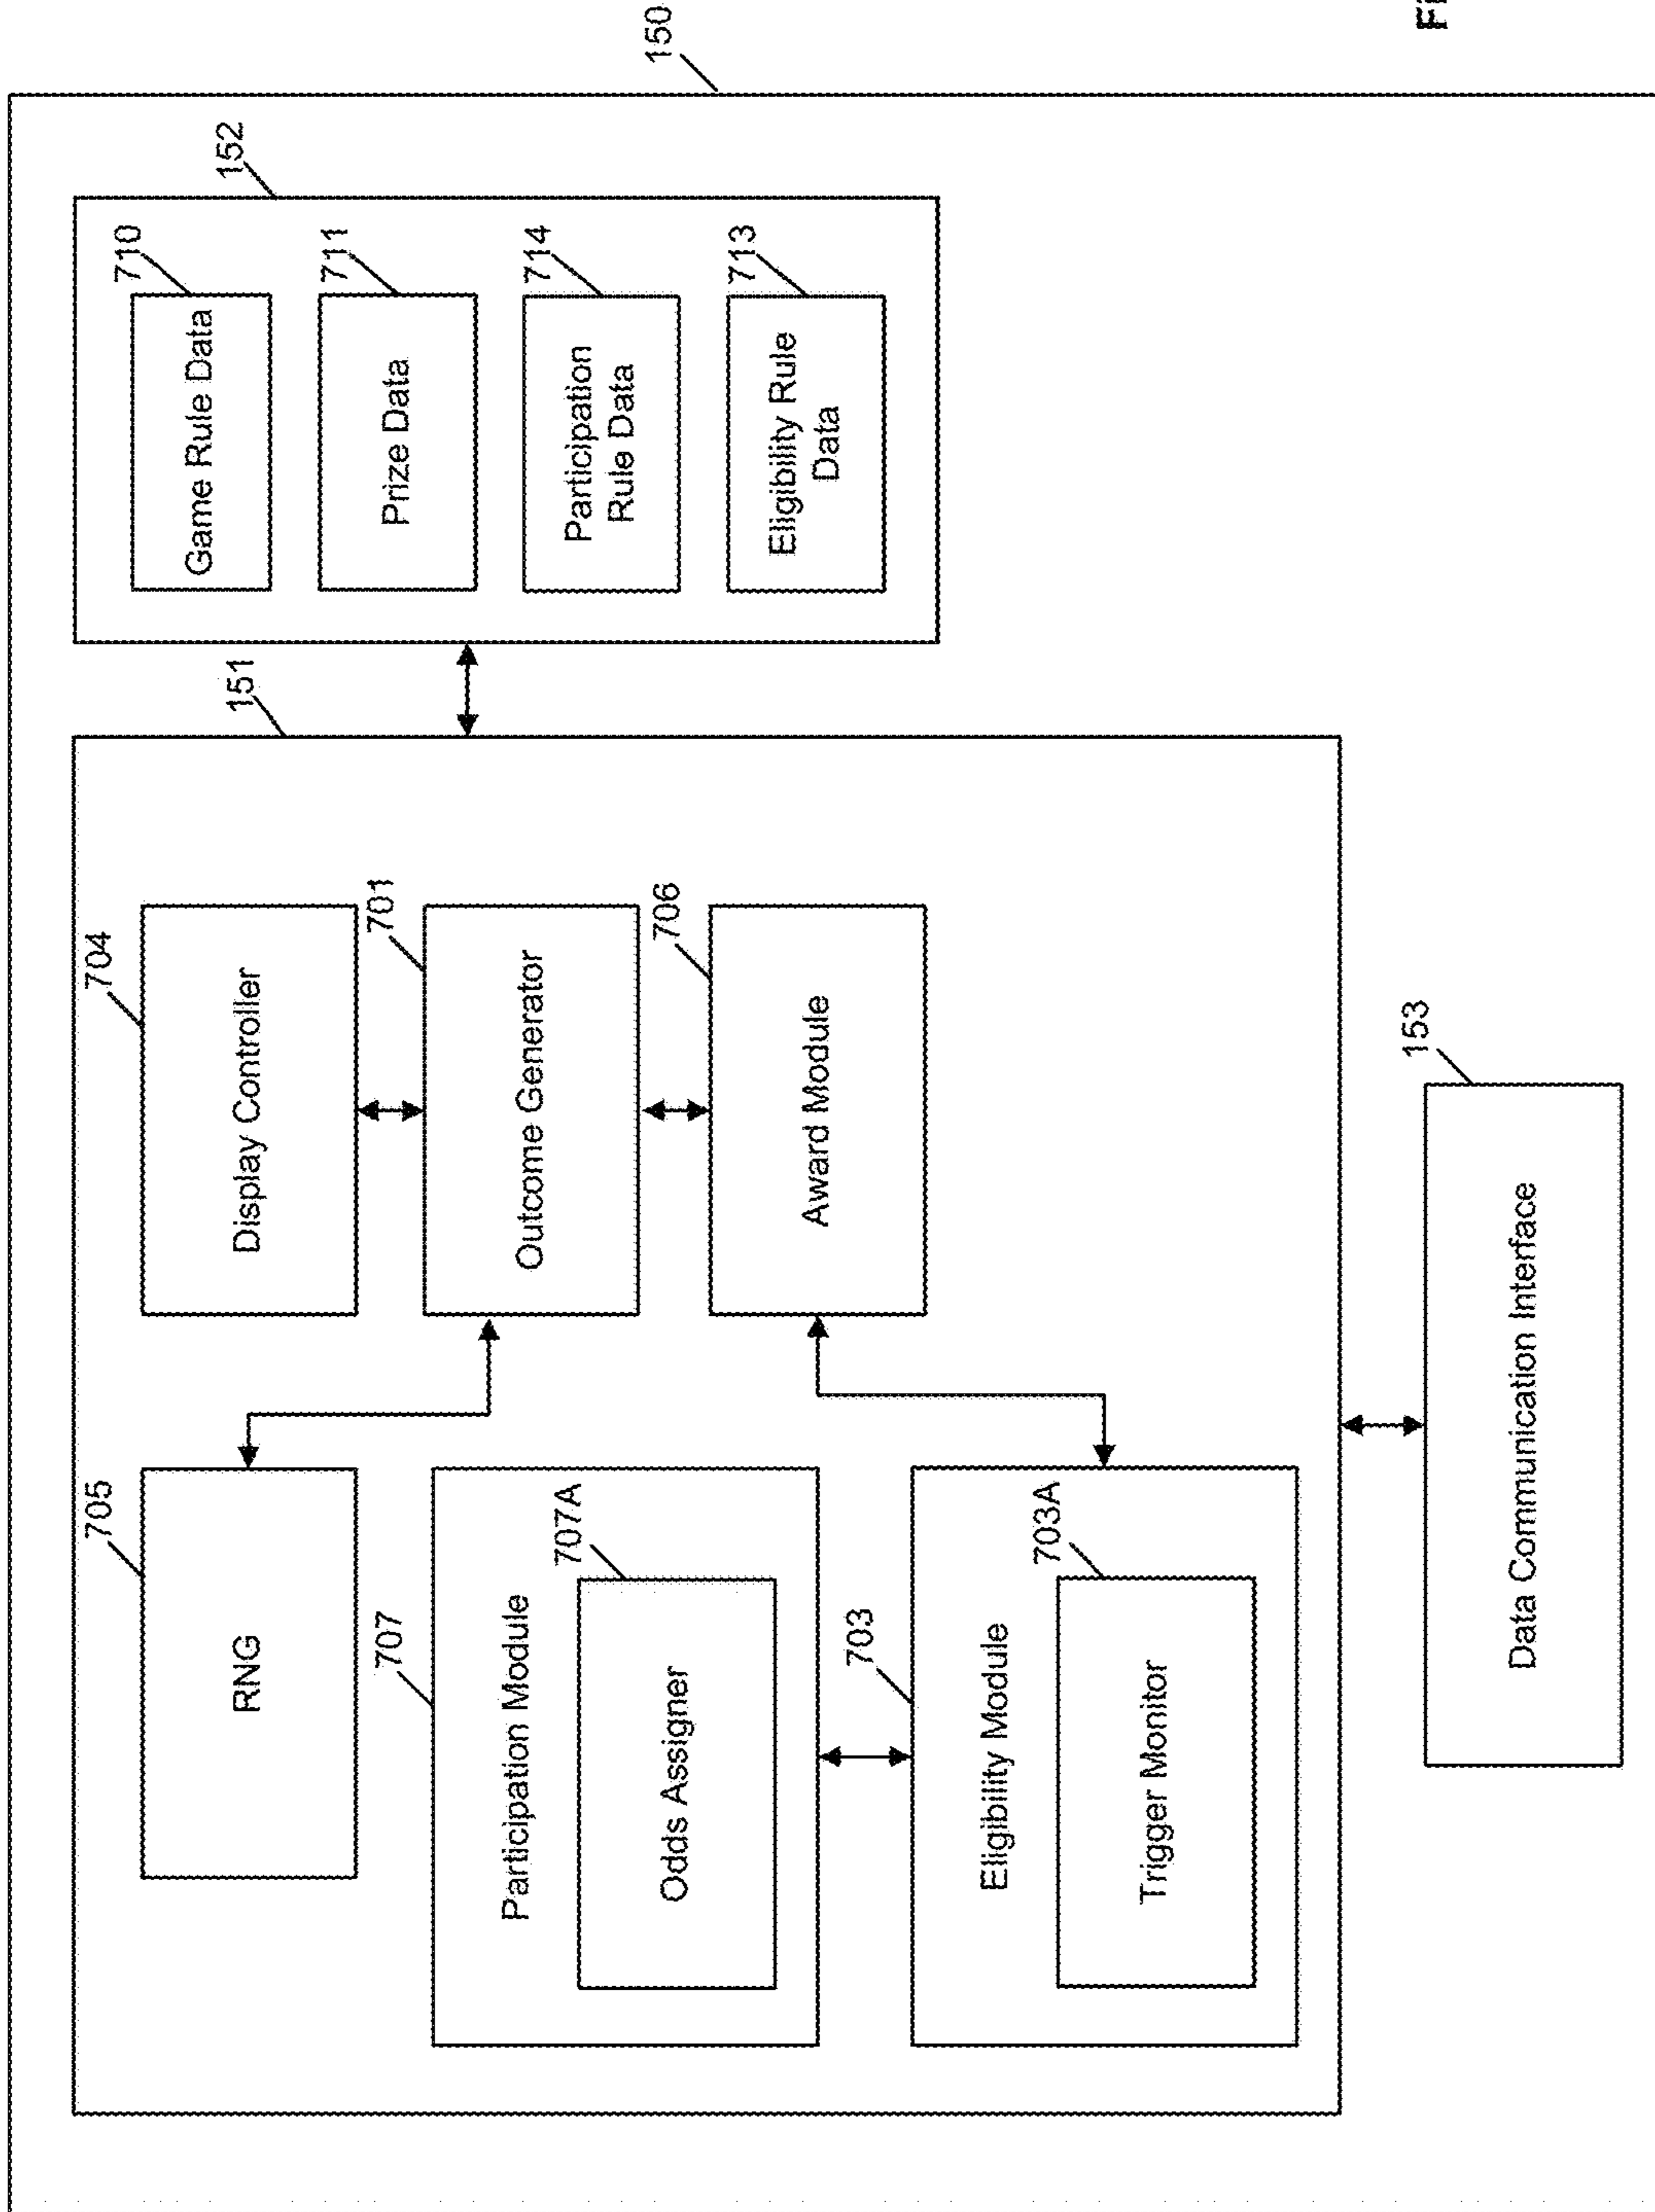 705
704
710
152
151
RNG
Display Controller
Game Rule Data
711
707
701
Prize Data
Participation Module
707A
Outcome Generator
714
Participation
Rule Data
Odds Assigner
706
150
713
Eligibility Rule
Data
703
Award Module
Eligibility Module
703A
Trigger Monitor
153
Data Communication Interface